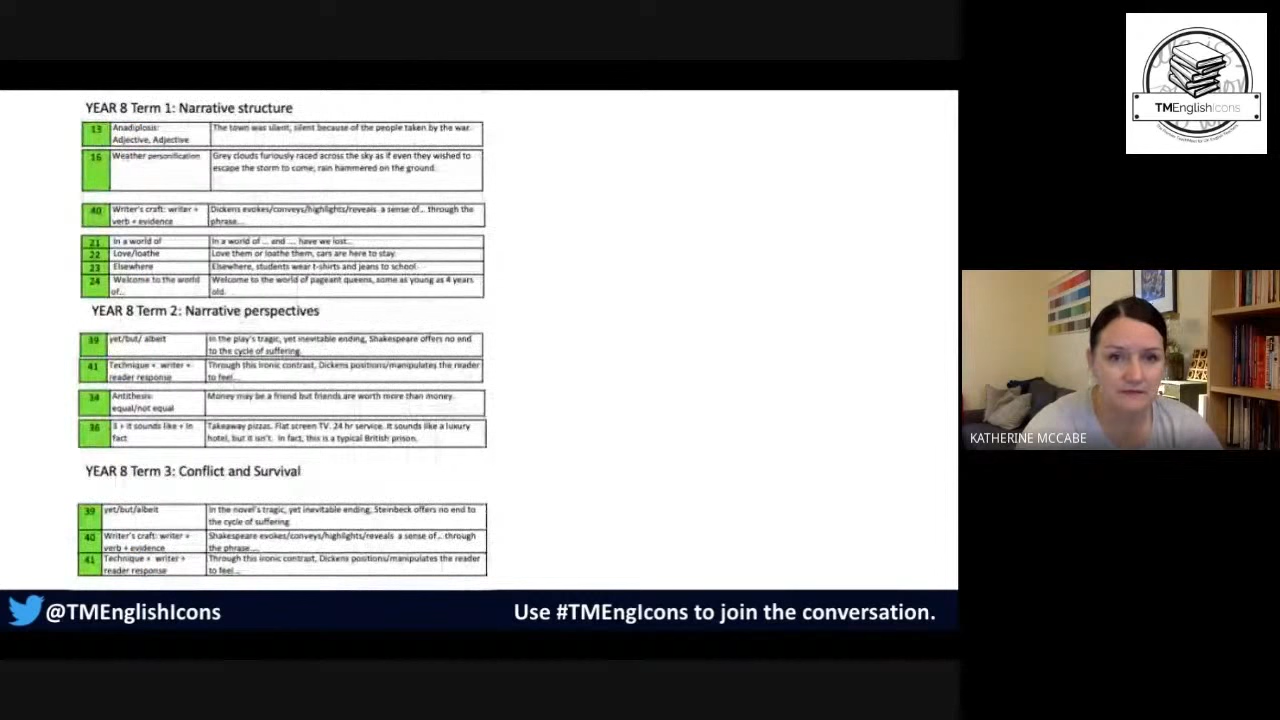 YEAR 8 Term 1: Narrative structure
13 Anadiplosis: The town was silent, silent because of the people taken by the war.
Adjective, Adjective
16 Weather personification Grey clouds furiously raced across the sky as if even they wished to
escape the storm to come; rain hammered on the ground.
40 Writer's craft: writer + Dickens evokes/conveys/highlights/reveals a sense of... through the
verb + evidence phrase...
21 In a world of In a world of ... and ... have we lost...
22 Love/loathe Love them or loathe them, cars are here to stay.
23 Elsewhere Elsewhere, students wear t-shirts and jeans to school
24 Welcome to the world Welcome to the world of pageant queens, some as young as 4 years
of... old.
YEAR 8 Term 2: Narrative perspectives
39 yet/but/ albeit In the play's tragic, yet inevitable ending, Shakespeare offers no end
to the cycle of suffering.
41 Technique + writer + Through this ironic contrast, Dickens positions/manipulates the reader
reader response to feel...
34 Antithesis: Money may be a friend but friends are worth more than money.
equal/not equal
36 3 + it sounds like + in Takeaway pizzas. Flat screen TV. 24 hr service. It sounds like a luxury
fact hotel, but it isn't. In fact, this is a typical British prison.
YEAR 8 Term 3: Conflict and Survival
39 yet/but/albeit In the novel's tragic, yet inevitable ending, Steinbeck offers no end to
the cycle of suffering.
40 Writer's craft: writer + Shakespeare evokes/conveys/highlights/reveals a sense of... through
verb + evidence the phrase....
41 Technique + writer + Through this ironic contrast, Dickens positions/manipulates the reader
reader response to feel...
@TMEnglishIcons
Use #TMEngIcons to join the conversation.
TMEnglishIcons
KATHERINE MCCABE